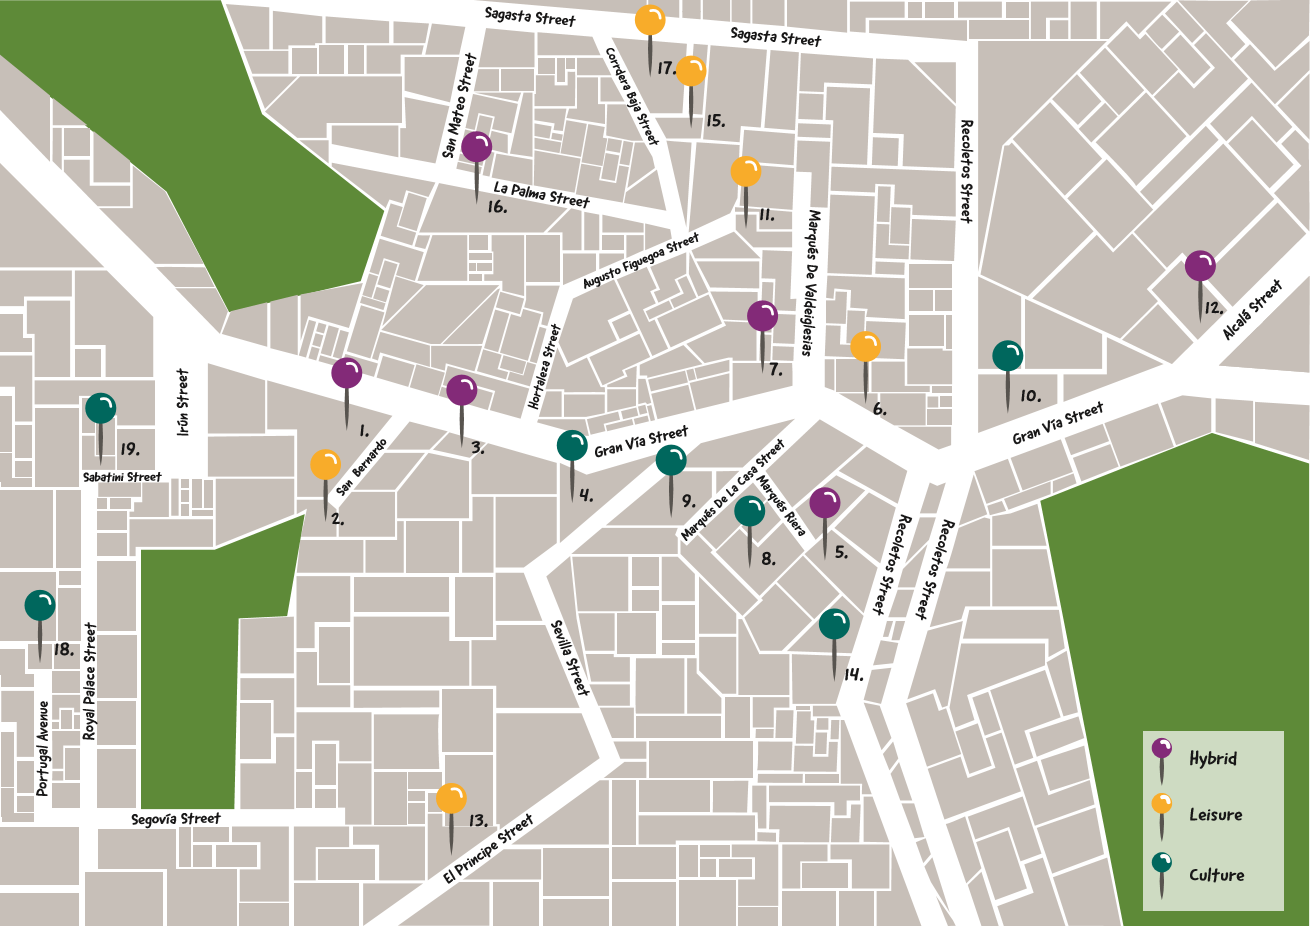 Sagasta Street
Sagasta Street
17.
15.
Corrdera Baja Street
San Mateo Street
Recoletos Street
La Palma Street
16.
11.
Marqués De Valdeiglesias
Augusto Figuegoa Street
12.
Alcalá Street
Hortaleza Street
7.
6.
10.
Irún Street
1.
3.
Gran Vía Street
Gran Vía Street
19.
Sabatini Street
San Bernardo
2.
4.
9.
Marqués De La Casa Street
Marqués Riera
8.
5.
Recoletos Street
Recoletos Street
18.
Royal Palace Street
Portugal Avenue
Sevilla Street
14.
Segovía Street
13.
El Principe Street
Hybrid
Leisure
Culture